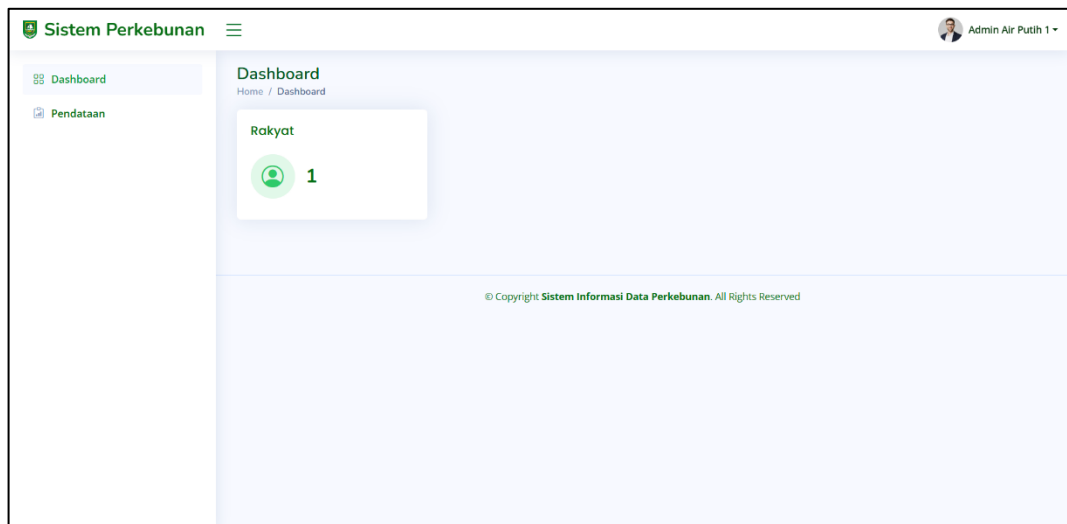 Sistem Perkebunan
Admin Air Putih 1
Dashboard
Pendataan
Dashboard
Home / Dashboard
Rakyat
1
© Copyright Sistem Informasi Data Perkebunan. All Rights Reserved